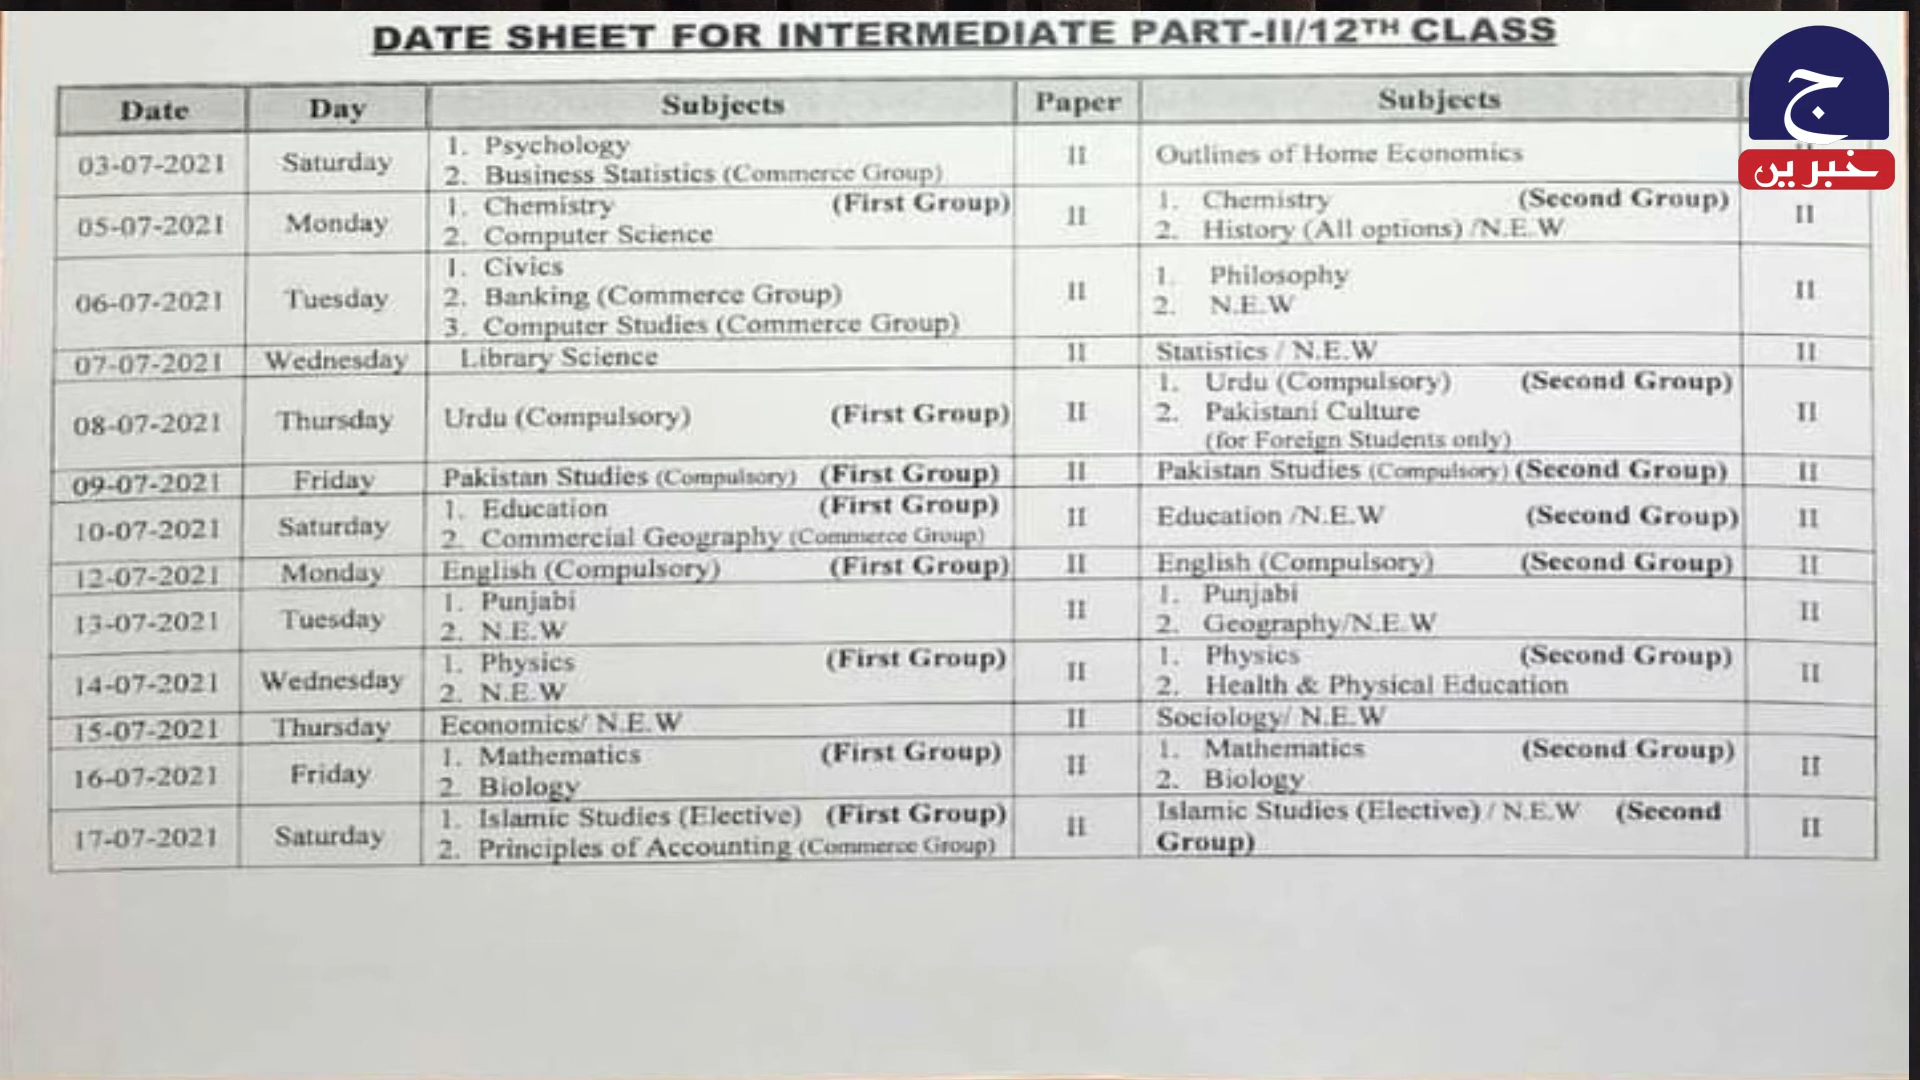 DATE SHEET FOR INTERMEDIATE PART-II/12TH CLASS
Date Day Subjects Paper Subjects
03-07-2021 Saturday 1. Psychology II Outlines of Home Economics
2. Business Statistics (Commerce Group)
05-07-2021 Monday 1. Chemistry (First Group) II 1. Chemistry (Second Group) II
2. Computer Science 2. History (All options) /N.E.W
06-07-2021 Tuesday 1. Civics II 1. Philosophy II
2. Banking (Commerce Group) 2. N.E.W
3. Computer Studies (Commerce Group)
07-07-2021 Wednesday Library Science II Statistics / N.E.W II
08-07-2021 Thursday Urdu (Compulsory) (First Group) II 1. Urdu (Compulsory) (Second Group) II
2. Pakistani Culture
(for Foreign Students only)
09-07-2021 Friday Pakistan Studies (Compulsory) (First Group) II Pakistan Studies (Compulsory) (Second Group) II
10-07-2021 Saturday 1. Education (First Group) II Education /N.E.W (Second Group) II
2. Commercial Geography (Commerce Group)
12-07-2021 Monday English (Compulsory) (First Group) II English (Compulsory) (Second Group) II
13-07-2021 Tuesday 1. Punjabi II 1. Punjabi II
2. N.E.W 2. Geography/N.E.W
14-07-2021 Wednesday 1. Physics (First Group) II 1. Physics (Second Group) II
2. N.E.W 2. Health & Physical Education
15-07-2021 Thursday Economics/ N.E.W II Sociology/ N.E.W
16-07-2021 Friday 1. Mathematics (First Group) II 1. Mathematics (Second Group) II
2. Biology 2. Biology
17-07-2021 Saturday 1. Islamic Studies (Elective) (First Group) II Islamic Studies (Elective) / N.E.W (Second II
2. Principles of Accounting (Commerce Group) Group)
ج
خبریں